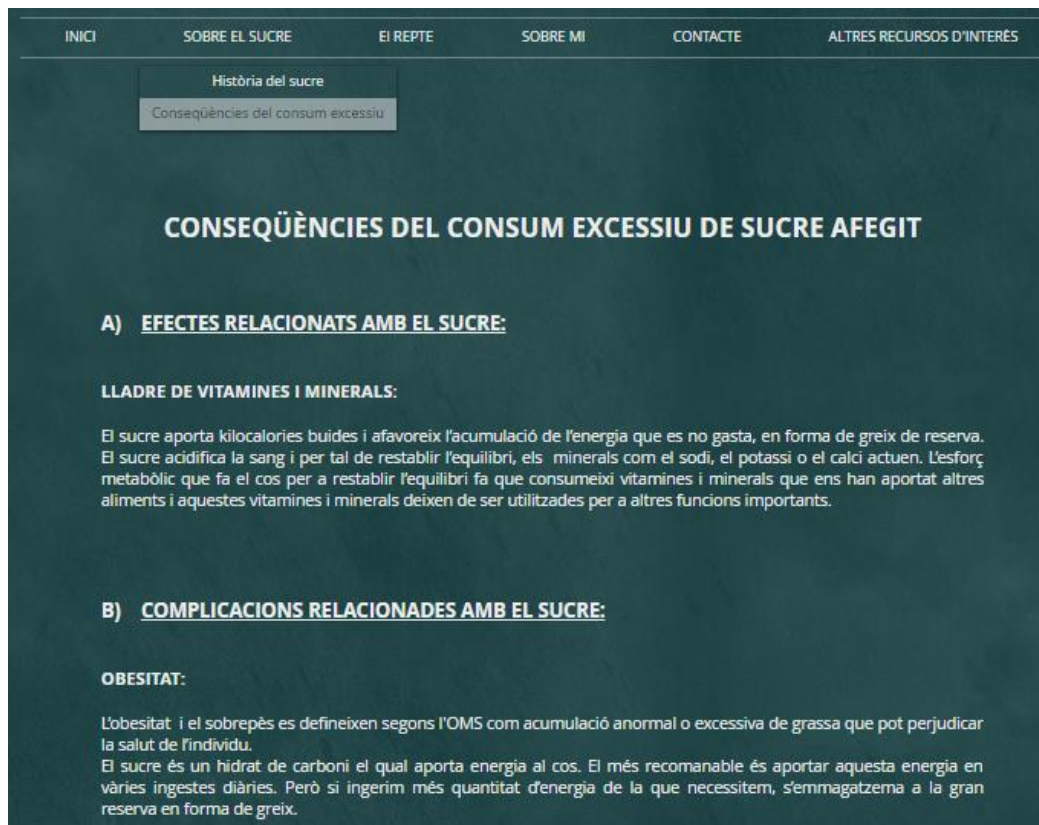 INICI SOBRE EL SUCRE El REPTE SOBRE MI CONTACTE ALTRES RECURSOS D'INTERÈS
Història del sucre
Conseqüències del consum excessiu
CONSEQÜÈNCIES DEL CONSUM EXCESSIU DE SUCRE AFEGIT
A) EFECTES RELACIONATS AMB EL SUCRE:
LLADRE DE VITAMINES I MINERALS:
El sucre aporta kilocalories buides i afavoreix l'acumulació de l'energia que es no gasta, en forma de greix de reserva.
El sucre acidifica la sang i per tal de restablir l'equilibri, els minerals com el sodi, el potassi o el calci actuen. L'esforç
metabòlic que fa el cos per a restablir l'equilibri fa que consumeixi vitamines i minerals que ens han aportat altres
aliments i aquestes vitamines i minerals deixen de ser utilitzades per a altres funcions importants.
B) COMPLICACIONS RELACIONADES AMB EL SUCRE:
OBESITAT:
L'obesitat i el sobrepès es defineixen segons l'OMS com acumulació anormal o excessiva de grassa que pot perjudicar
la salut de l'individu.
El sucre és un hidrat de carboni el qual aporta energia al cos. El més recomanable és aportar aquesta energia en
vàries ingestes diàries. Però si ingerim més quantitat d'energia de la que necessitem, s'emmagatzema a la gran
reserva en forma de greix.